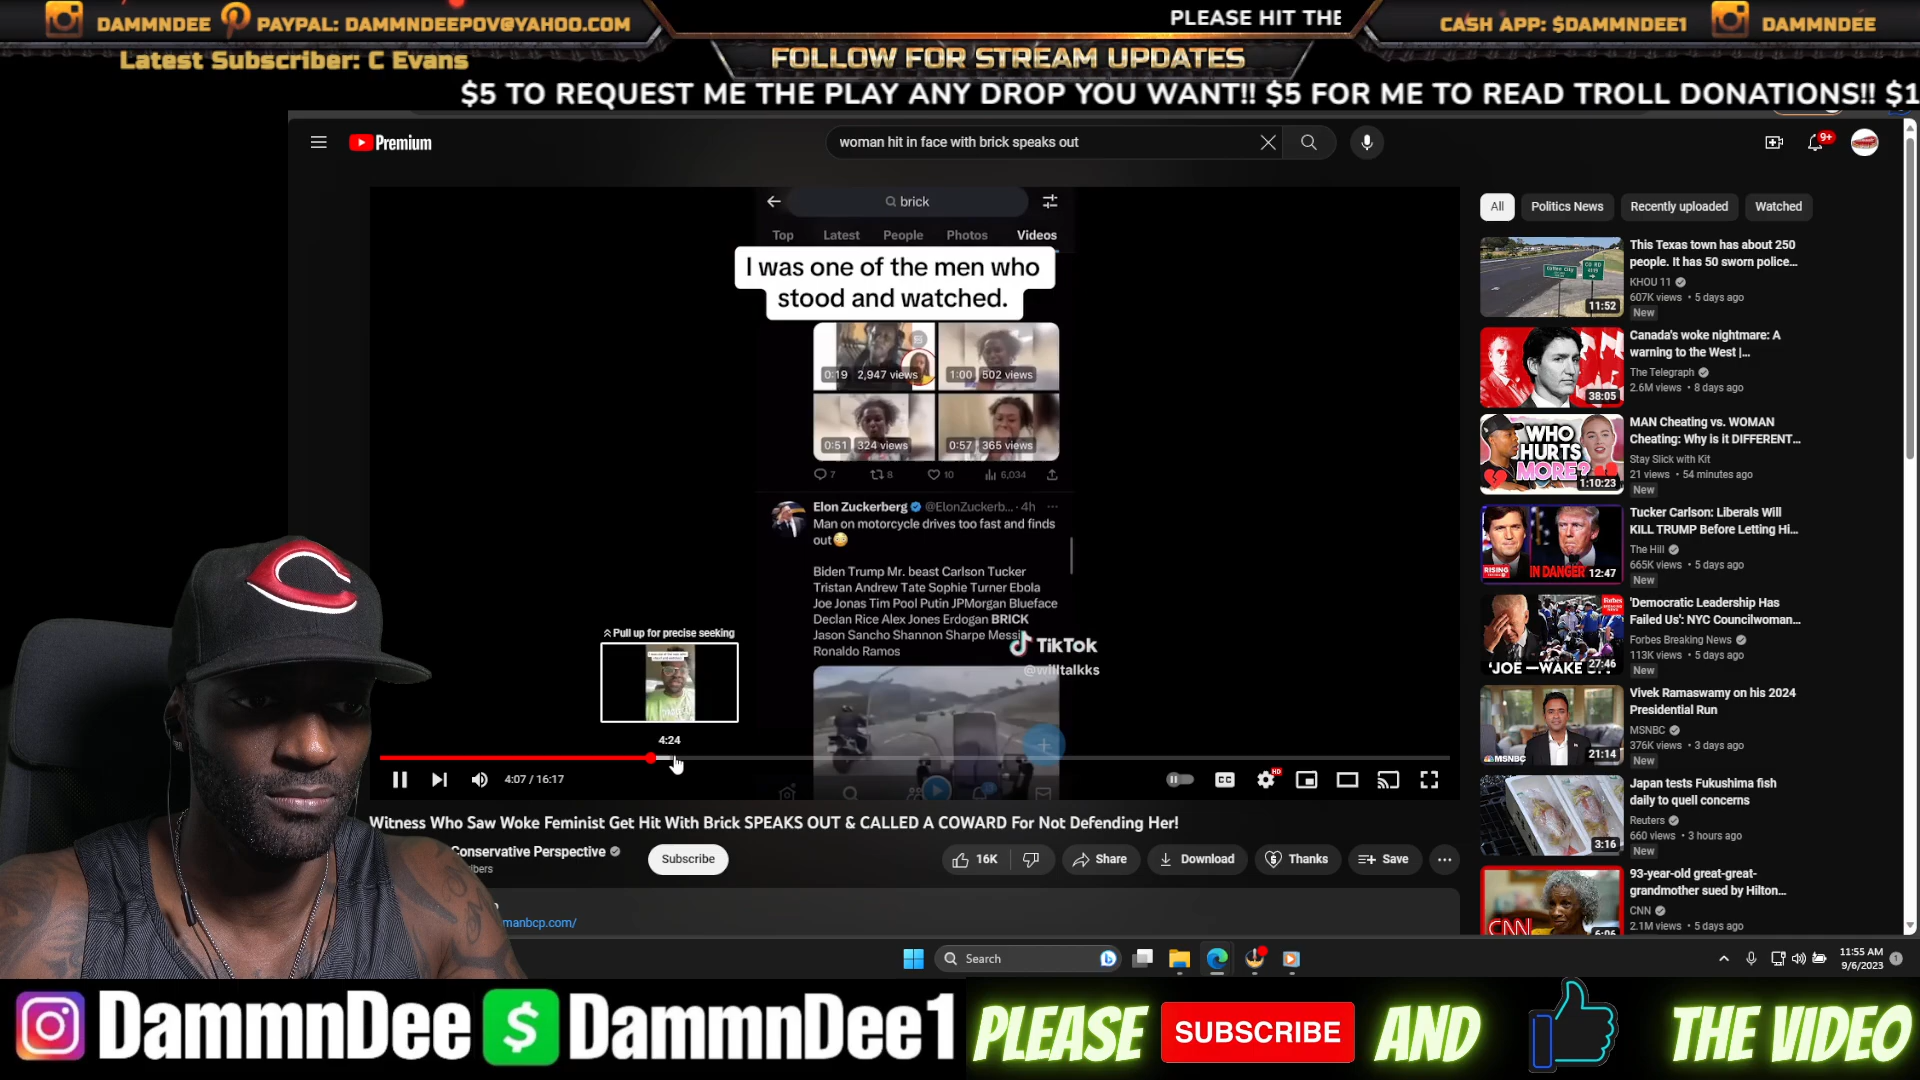 DAMMNDEE
PAYPAL: DAMMNDEEPOV@YAHOO.COM
PLEASE HIT THE
CASH APP: $DAMMNDEE1
DAMMNDEE
Latest Subscriber: C Evans
FOLLOW FOR STREAM UPDATES
$5 TO REQUEST ME THE PLAY ANY DROP YOU WANT!! $5 FOR ME TO READ TROLL DONATIONS!! $1
Premium
woman hit in face with brick speaks out
9+
brick
Top Latest People Photos Videos
I was one of the men who
stood and watched.
0:19 2,947 views
1:00 502 views
0:51 324 views
0:57 365 views
7 8 10 6,034
Elon Zuckerberg @ElonZuckerb... · 4h
Man on motorcycle drives too fast and finds
out
Biden Trump Mr. beast Carlson Tucker
Tristan Andrew Tate Sophie Turner Ebola
Joe Jonas Tim Pool Putin JPMorgan Blueface
Declan Rice Alex Jones Erdogan BRICK
Jason Sancho Shannon Sharpe Messi
Ronaldo Ramos
TikTok
@willtalkks
Pull up for precise seeking
4:24
4:07 / 16:17
CC
HD
Witness Who Saw Woke Feminist Get Hit With Brick SPEAKS OUT & CALLED A COWARD For Not Defending Her!
Conservative Perspective
Subscribe
16K
Share
Download
Thanks
Save
manbcp.com/
All
Politics News
Recently uploaded
Watched
This Texas town has about 250
people. It has 50 sworn police...
KHOU 11
607K views • 5 days ago
New
11:52
Canada's woke nightmare: A
warning to the West |...
The Telegraph
2.6M views • 8 days ago
38:05
WHO
HURTS
MORE?
1:10:23
MAN Cheating vs. WOMAN
Cheating: Why is it DIFFERENT...
Stay Slick with Kit
21 views • 54 minutes ago
New
RISING
IN DANGER
12:47
Tucker Carlson: Liberals Will
KILL TRUMP Before Letting Hi...
The Hill
665K views • 5 days ago
New
Forbes
'JOE — WAKE
27:46
'Democratic Leadership Has
Failed Us': NYC Councilwoman...
Forbes Breaking News
113K views • 5 days ago
New
MSNBC
21:14
Vivek Ramaswamy on his 2024
Presidential Run
MSNBC
376K views • 3 days ago
New
3:16
Japan tests Fukushima fish
daily to quell concerns
Reuters
660 views • 3 hours ago
New
CNN
6:06
93-year-old great-great-
grandmother sued by Hilton...
CNN
2.1M views • 5 days ago
Search
11:55 AM
9/6/2023
DammnDee
$
DammnDee1
PLEASE
SUBSCRIBE
AND
THE VIDEO